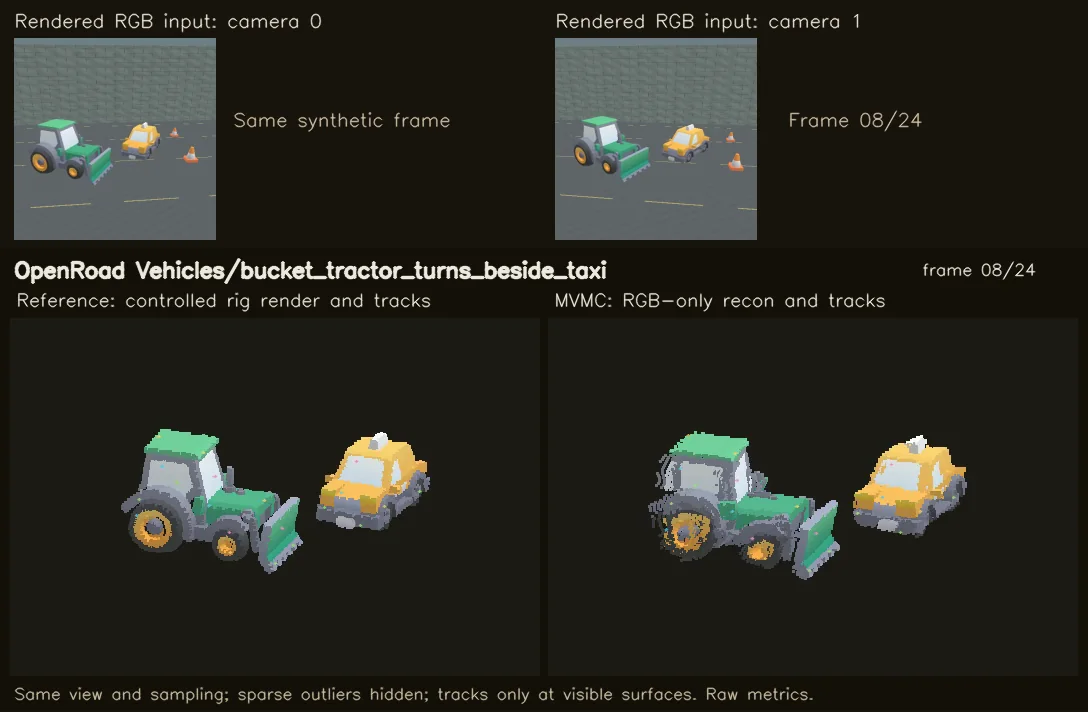 Rendered RGB input: camera 0
Rendered RGB input: camera 1
Same synthetic frame
Frame 08/24
OpenRoad Vehicles/bucket_tractor_turns_beside_taxi
frame 08/24
Reference: controlled rig render and tracks
MVMC: RGB-only recon and tracks
Same view and sampling; sparse outliers hidden; tracks only at visible surfaces. Raw metrics.